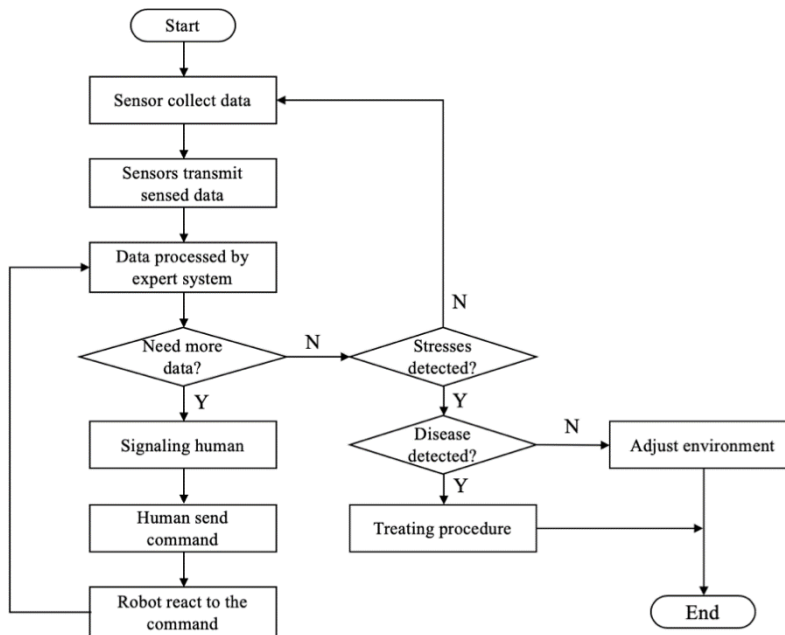 Start
Sensor collect data
Sensors transmit
sensed data
Data processed by
expert system
N
Need more
data?
N
Stresses
detected?
Y
Y
Signaling human
Disease
detected?
N
Adjust environment
Y
Human send
command
Treating procedure
Robot react to the
command
End